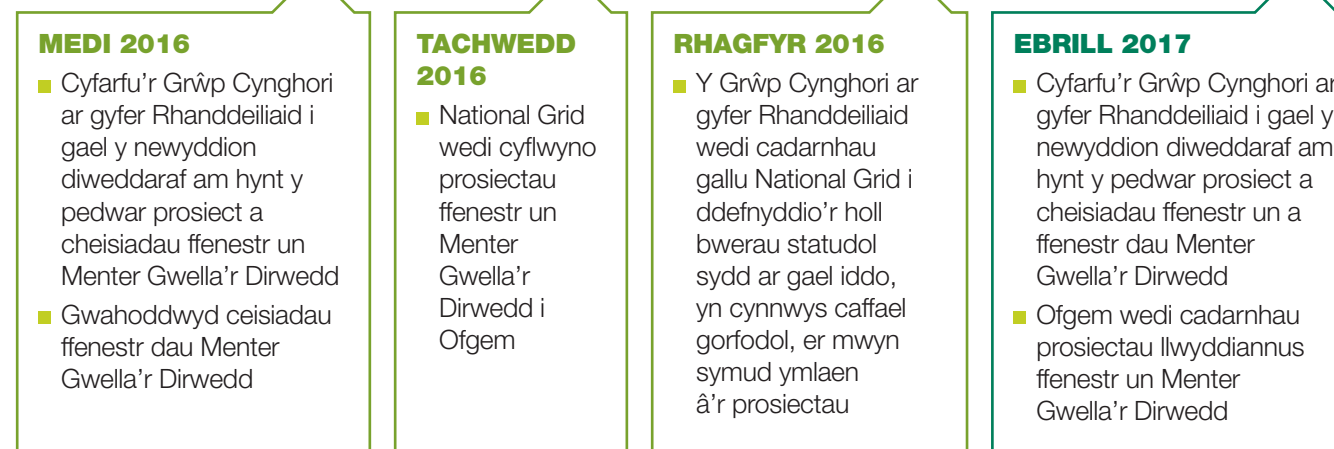 MEDI 2016
Cyfarfu'r Grŵp Cynghori
ar gyfer Rhanddeiliaid i
gael y newyddion
diweddaraf am hynt y
pedwar prosiect a
cheisiadau ffenestr un
Menter Gwella'r Dirwedd
Gwahoddwyd ceisiadau
ffenestr dau Menter
Gwella'r Dirwedd
TACHWEDD
2016
National Grid
wedi cyflwyno
prosiectau
ffenestr un
Menter
Gwella'r
Dirwedd i
Ofgem
RHAGFYR 2016
Y Grŵp Cynghori ar
gyfer Rhanddeiliaid
wedi cadarnhau
gallu National Grid i
ddefnyddio'r holl
bwerau statudol
sydd ar gael iddo,
yn cynnwys caffael
gorfodol, er mwyn
symud ymlaen
â'r prosiectau
EBRILL 2017
Cyfarfu'r Grŵp Cynghori ar
gyfer Rhanddeiliaid i gael y
newyddion diweddaraf am
hynt y pedwar prosiect a
cheisiadau ffenestr un a
ffenestr dau Menter
Gwella'r Dirwedd
Ofgem wedi cadarnhau
prosiectau llwyddiannus
ffenestr un Menter
Gwella'r Dirwedd